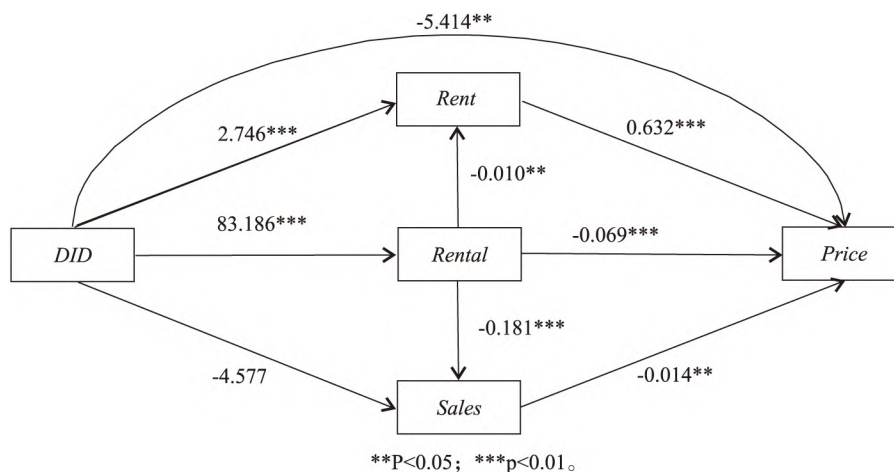 -5.414**
Rent
2.746***
0.632***
-0.010**
83.186***
-0.069***
DID
Rental
Price
-0.181***
-4.577
-0.014**
Sales
**P<0.05；***p<0.01。